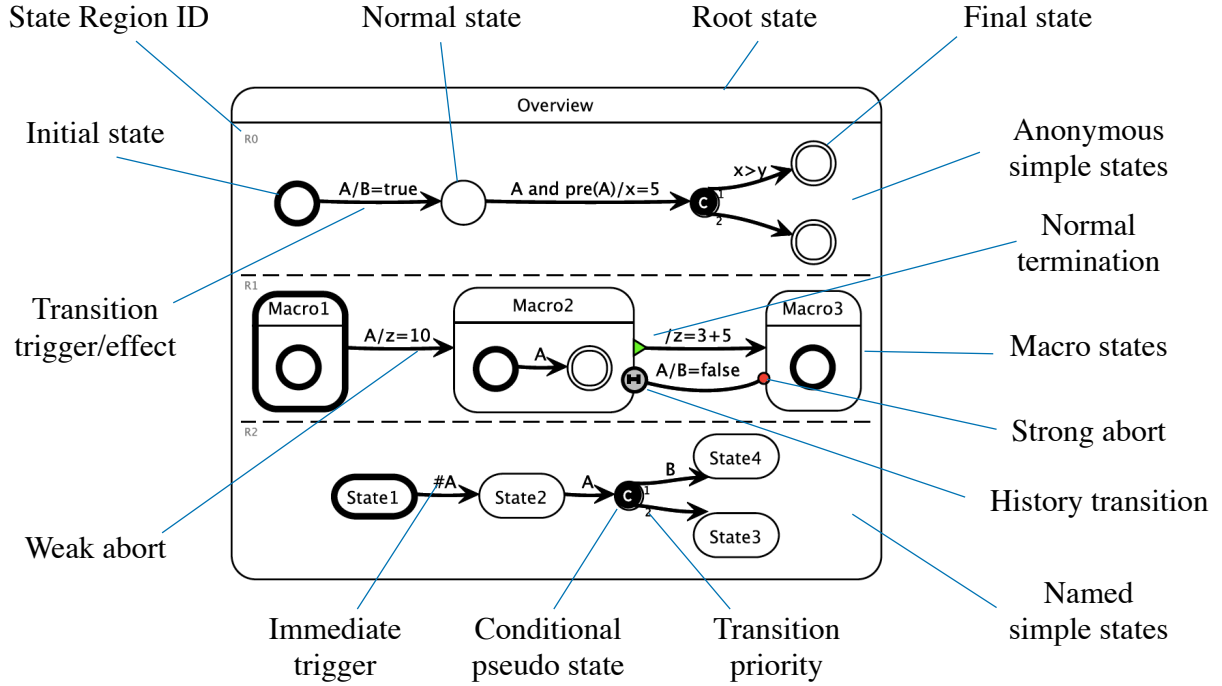 State Region ID
Normal state
Root state
Final state
Overview
R0
Initial state
Anonymous
simple states
A/B=true
A and pre(A)/x=5
C
x>y
1
2
Normal
termination
R1
Transition
trigger/effect
Macro1
A/z=10
Macro2
A
/z=3+5
A/B=false
H
Macro3
Macro states
Strong abort
R2
State1
#A
State2
A
C
B
1
2
State4
State3
History transition
Weak abort
Immediate
trigger
Conditional
pseudo state
Transition
priority
Named
simple states